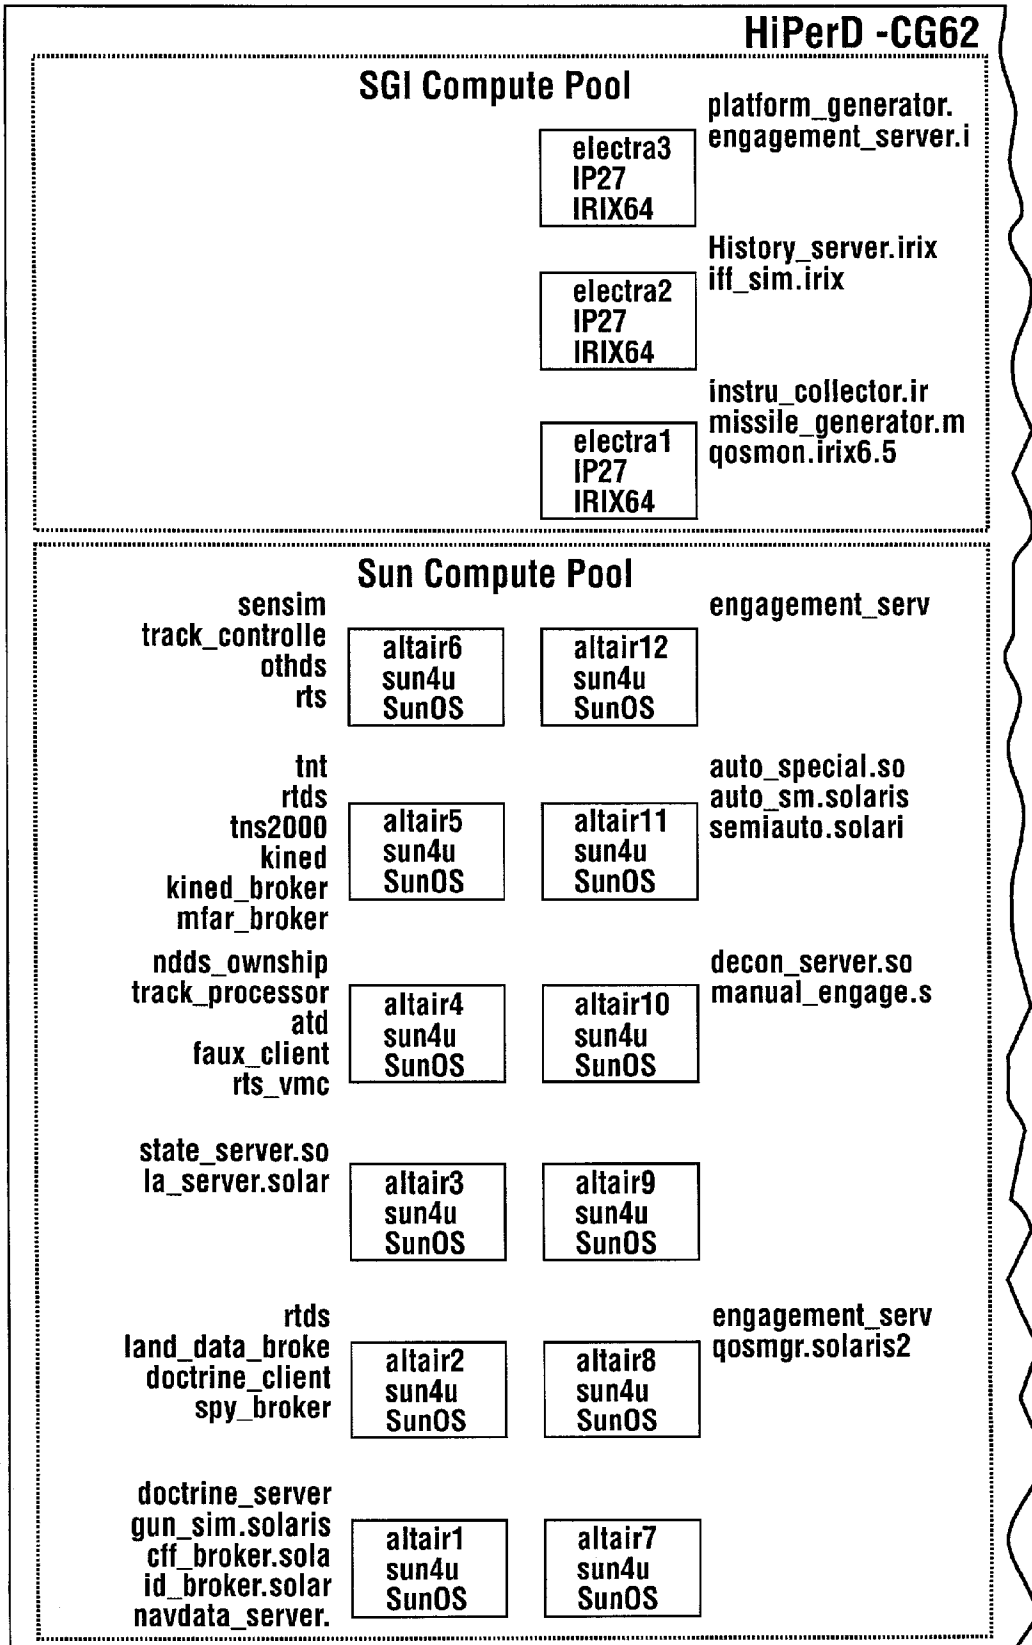 HiPerD -CG62
SGI Compute Pool
platform_generator.
engagement_server.i
electra3
IP27
IRIX64
History_server.irix
iff_sim.irix
electra2
IP27
IRIX64
instru_collector.ir
missile_generator.m
qosmon.irix6.5
electra1
IP27
IRIX64
Sun Compute Pool
sensim
track_controlle
othds
rts
altair6
sun4u
SunOS
engagement_serv
altair12
sun4u
SunOS
tnt
rtds
tns2000
kined
kined_broker
mfar_broker
altair5
sun4u
SunOS
auto_special.so
auto_sm.solaris
semiauto.solari
altair11
sun4u
SunOS
ndds_ownship
track_processor
atd
faux_client
rts_vmc
altair4
sun4u
SunOS
decon_server.so
manual_engage.s
altair10
sun4u
SunOS
state_server.so
la_server.solar
altair3
sun4u
SunOS
altair9
sun4u
SunOS
rtds
land_data_broke
doctrine_client
spy_broker
altair2
sun4u
SunOS
engagement_serv
qosmgr.solaris2
altair8
sun4u
SunOS
doctrine_server
gun_sim.solaris
cff_broker.sola
id_broker.solar
navdata_server.
altair1
sun4u
SunOS
altair7
sun4u
SunOS